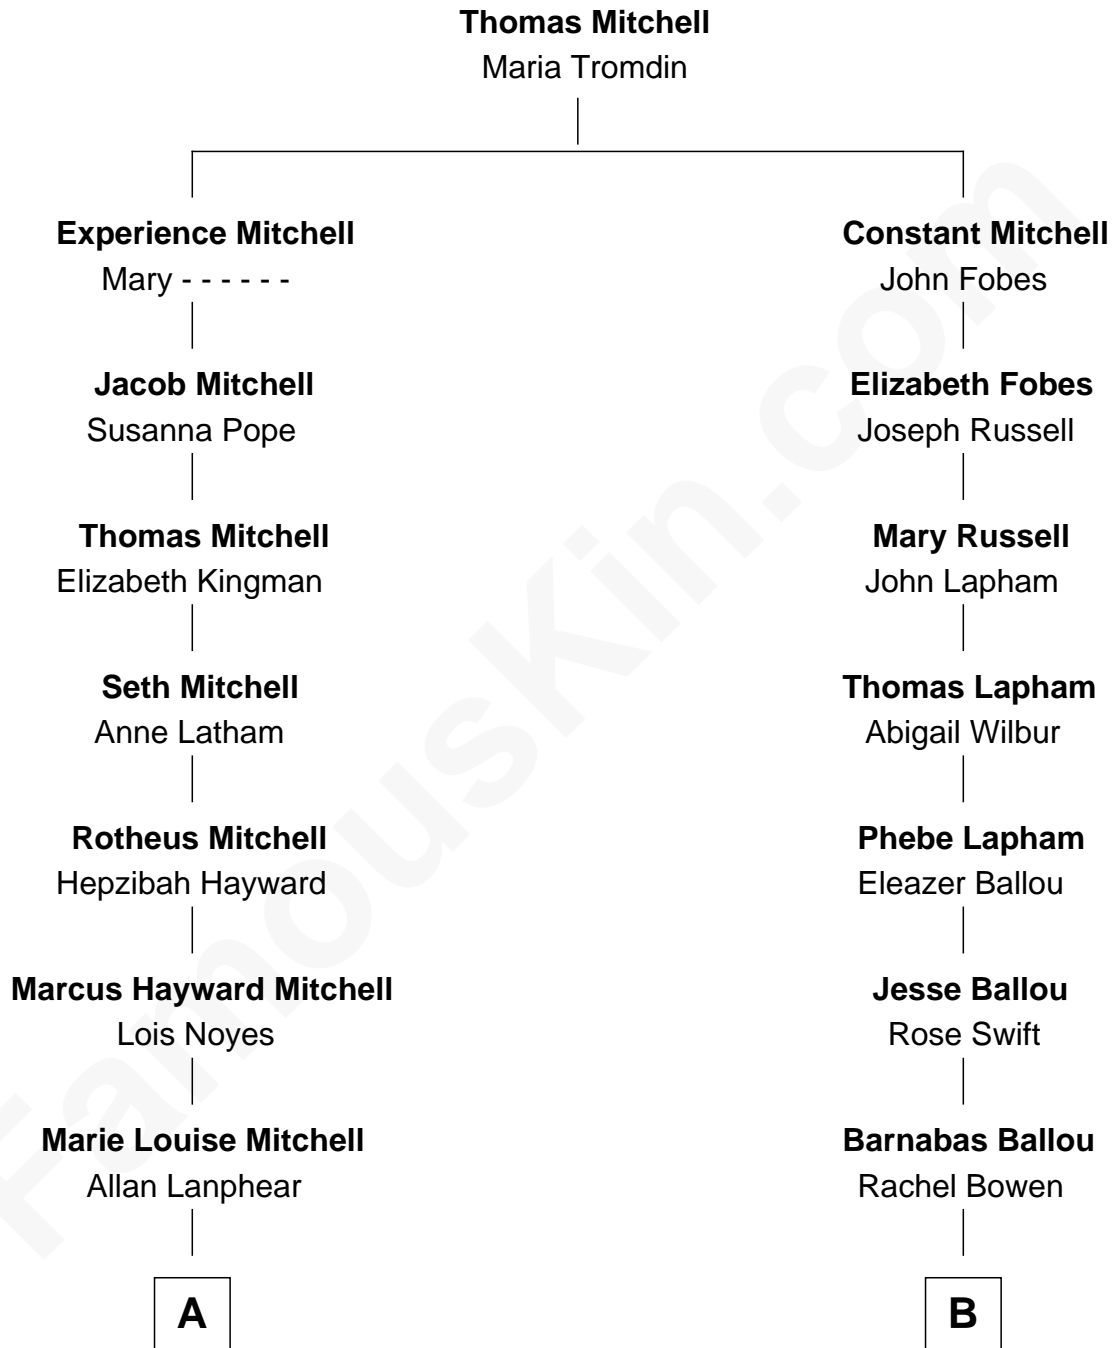 Thomas Mitchell
Maria Tromdin
Experience Mitchell
Mary - - - - - -
Constant Mitchell
John Fobes
Jacob Mitchell
Susanna Pope
Elizabeth Fobes
Joseph Russell
Thomas Mitchell
Elizabeth Kingman
Mary Russell
John Lapham
Seth Mitchell
Anne Latham
Thomas Lapham
Abigail Wilbur
Rotheus Mitchell
Hepzibah Hayward
Phebe Lapham
Eleazer Ballou
Marcus Hayward Mitchell
Lois Noyes
Jesse Ballou
Rose Swift
Marie Louise Mitchell
Allan Lanphear
Barnabas Ballou
Rachel Bowen
A
B
FamousKin.com